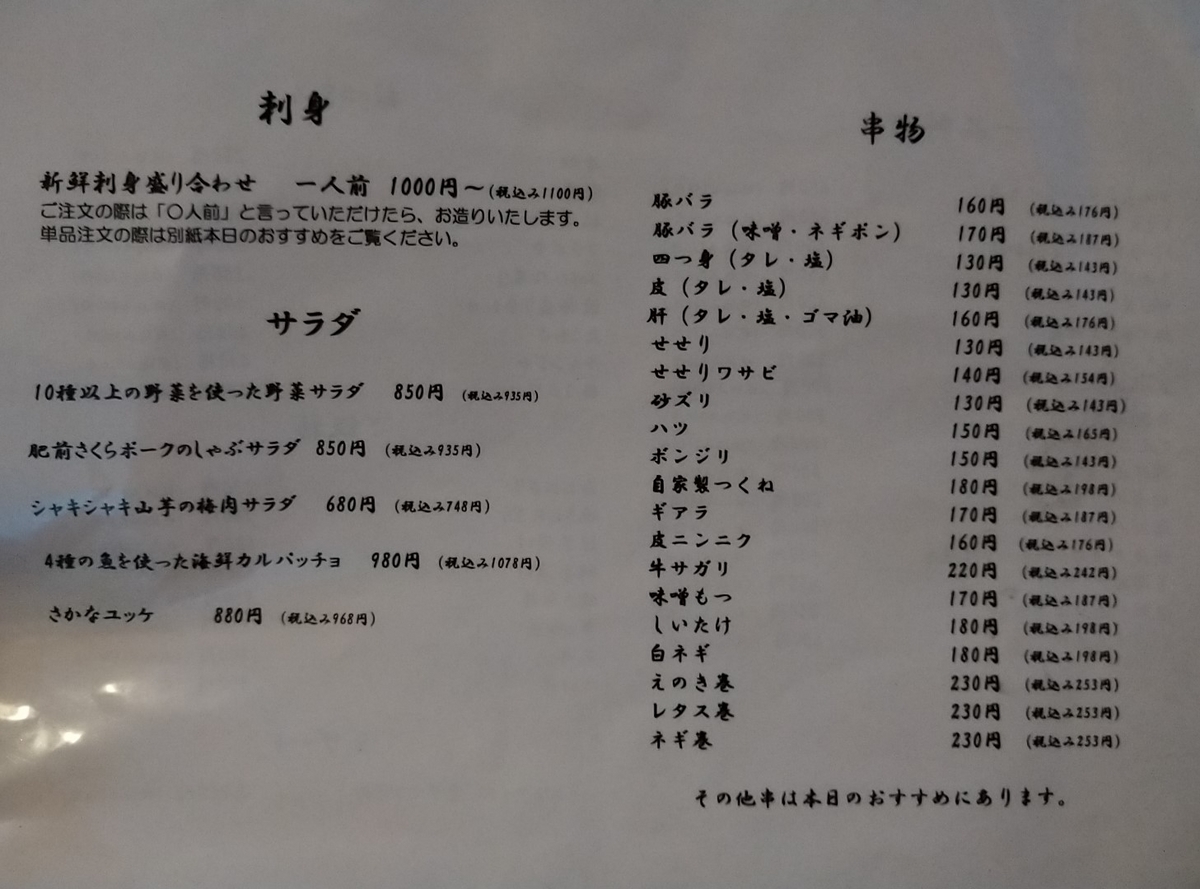 刺身
新鮮刺身盛り合わせ 一人前 1000円～(税込み1100円)
ご注文の際は「〇人前」と言っていただけたら、お造りいたします。
単品注文の際は別紙本日のおすすめをご覧ください。
サラダ
10種以上の野菜を使った野菜サラダ 850円 (税込み935円)
肥前さくらポークのしゃぶサラダ 850円 (税込み935円)
シャキシャキ山芋の梅肉サラダ 680円 (税込み748円)
4種の魚を使った海鮮カルパッチョ 980円 (税込み1078円)
さかなユッケ 880円 (税込み968円)
串物
豚バラ 160円 (税込み176円)
豚バラ (味噌・ネギポン) 170円 (税込み187円)
四つ身 (タレ・塩) 130円 (税込み143円)
皮 (タレ・塩) 130円 (税込み143円)
肝 (タレ・塩・ゴマ油) 160円 (税込み176円)
せせり 130円 (税込み143円)
せせりワサビ 140円 (税込み154円)
砂ズリ 130円 (税込み143円)
ハツ 150円 (税込み165円)
ボンジリ 150円 (税込み143円)
自家製つくね 180円 (税込み198円)
ギアラ 170円 (税込み187円)
皮ニンニク 160円 (税込み176円)
牛サガリ 220円 (税込み242円)
味噌もつ 170円 (税込み187円)
しいたけ 180円 (税込み198円)
白ネギ 180円 (税込み198円)
えのき巻 230円 (税込み253円)
レタス巻 230円 (税込み253円)
ネギ巻 230円 (税込み253円)
その他串は本日のおすすめにあります。